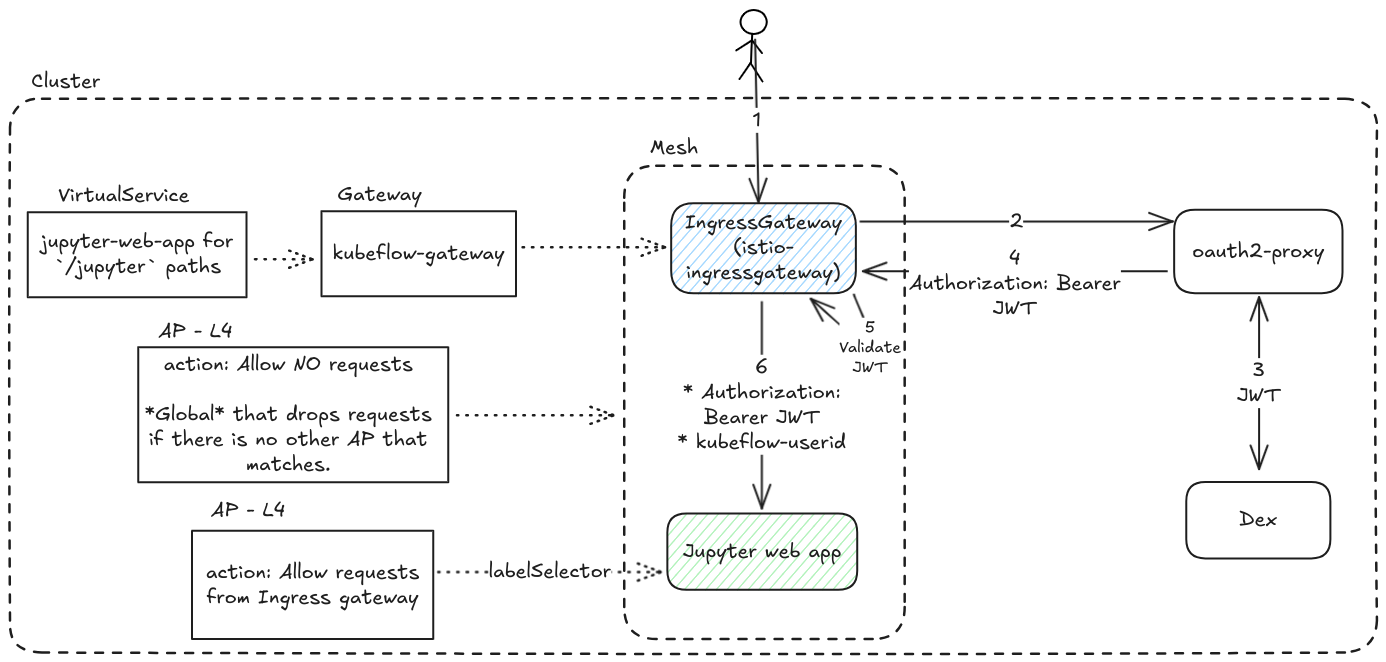 Cluster
1
Mesh
VirtualService
jupyter-web-app for
`/jupyter` paths
Gateway
kubeflow-gateway
IngressGateway
(istio-
ingressgateway)
2
oauth2-proxy
4
Authorization: Bearer
JWT
5
Validate
JWT
3
JWT
Dex
AP - L4
action: Allow NO requests
*Global* that drops requests
if there is no other AP that
matches.
6
* Authorization:
Bearer JWT
* kubeflow-userid
AP - L4
action: Allow requests
from Ingress gateway
labelSelector
Jupyter web app